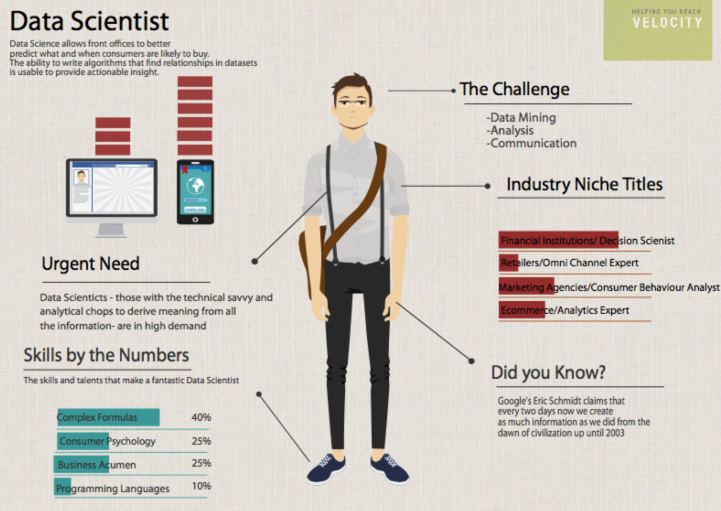 Data Scientist
Data Science allows front offices to better
predict what and when consumers are likely to buy.
The ability to write algorithms that find relationships in datasets
is usable to provide actionable insight.
HELPING YOU REACH
VELOCITY
The Challenge
-Data Mining
-Analysis
-Communication
Industry Niche Titles
Financial Institutions/ Decision Scienist
Retailers/Omni Channel Expert
Marketing Agencies/Consumer Behaviour Analyst
Ecommerce/Analytics Expert
Urgent Need
Data Scienticts - those with the technical savvy and
analytical chops to derive meaning from all
the information- are in high demand
Skills by the Numbers
The skills and talents that make a fantastic Data Scientist
Complex Formulas 40%
Consumer Psychology 25%
Business Acumen 25%
Programming Languages 10%
Did you Know?
Google's Eric Schmidt claims that
every two days now we create
as much information as we did from the
dawn of civilization up until 2003